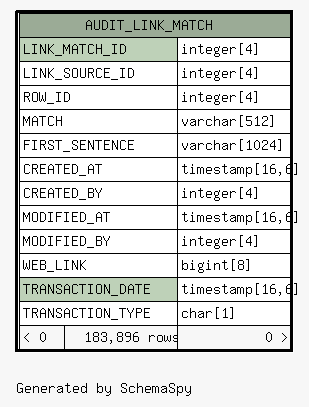 AUDIT_LINK_MATCH
LINK_MATCH_ID integer[4]
LINK_SOURCE_ID integer[4]
ROW_ID integer[4]
MATCH varchar[512]
FIRST_SENTENCE varchar[1024]
CREATED_AT timestamp[16,6]
CREATED_BY integer[4]
MODIFIED_AT timestamp[16,6]
MODIFIED_BY integer[4]
WEB_LINK bigint[8]
TRANSACTION_DATE timestamp[16,6]
TRANSACTION_TYPE char[1]
< 0 183,896 rows 0 >
Generated by SchemaSpy